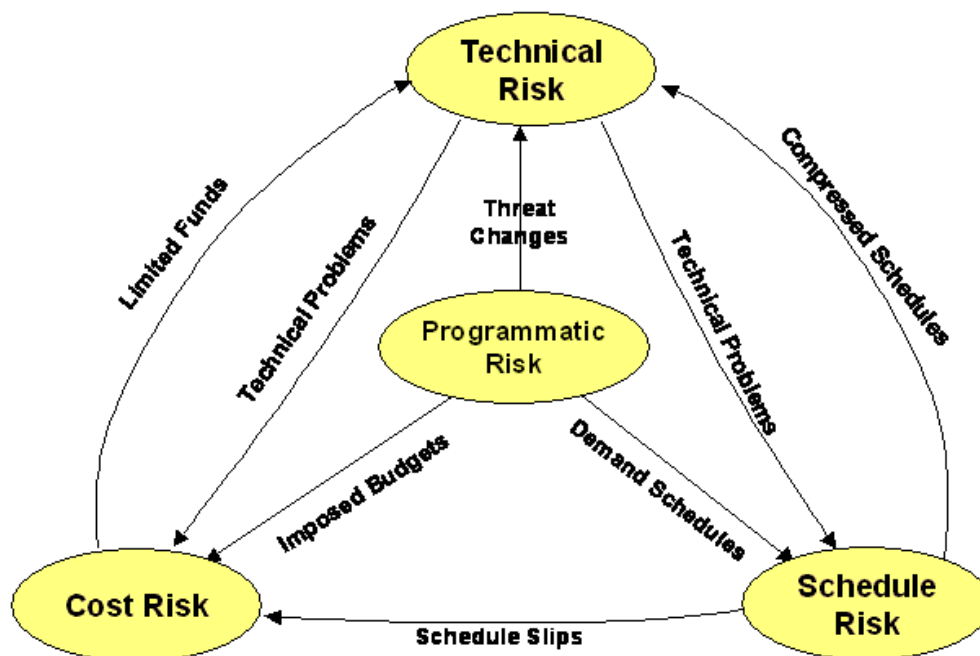 Technical
Risk
Limited Funds
Technical Problems
Threat
Changes
Technical Problems
Compressed Schedules
Programmatic
Risk
Imposed Budgets
Demand Schedules
Cost Risk
Schedule
Risk
Schedule Slips